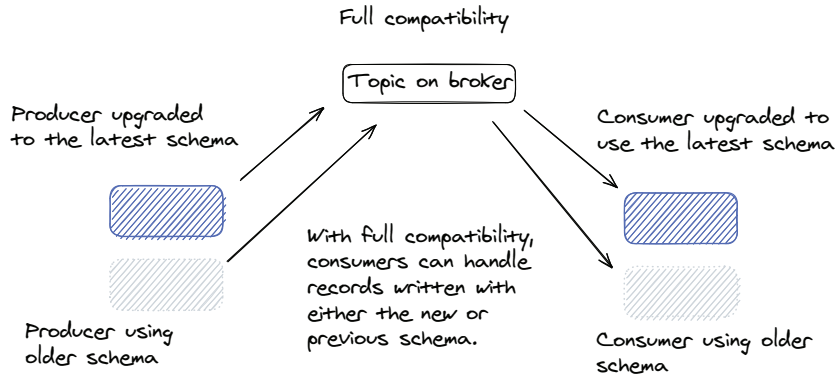 Full compatibility
Topic on broker
Producer upgraded
to the latest schema
Consumer upgraded to
use the latest schema
With full compatibility,
consumers can handle
records written with
either the new or
previous schema.
Producer using
older schema
Consumer using older
schema